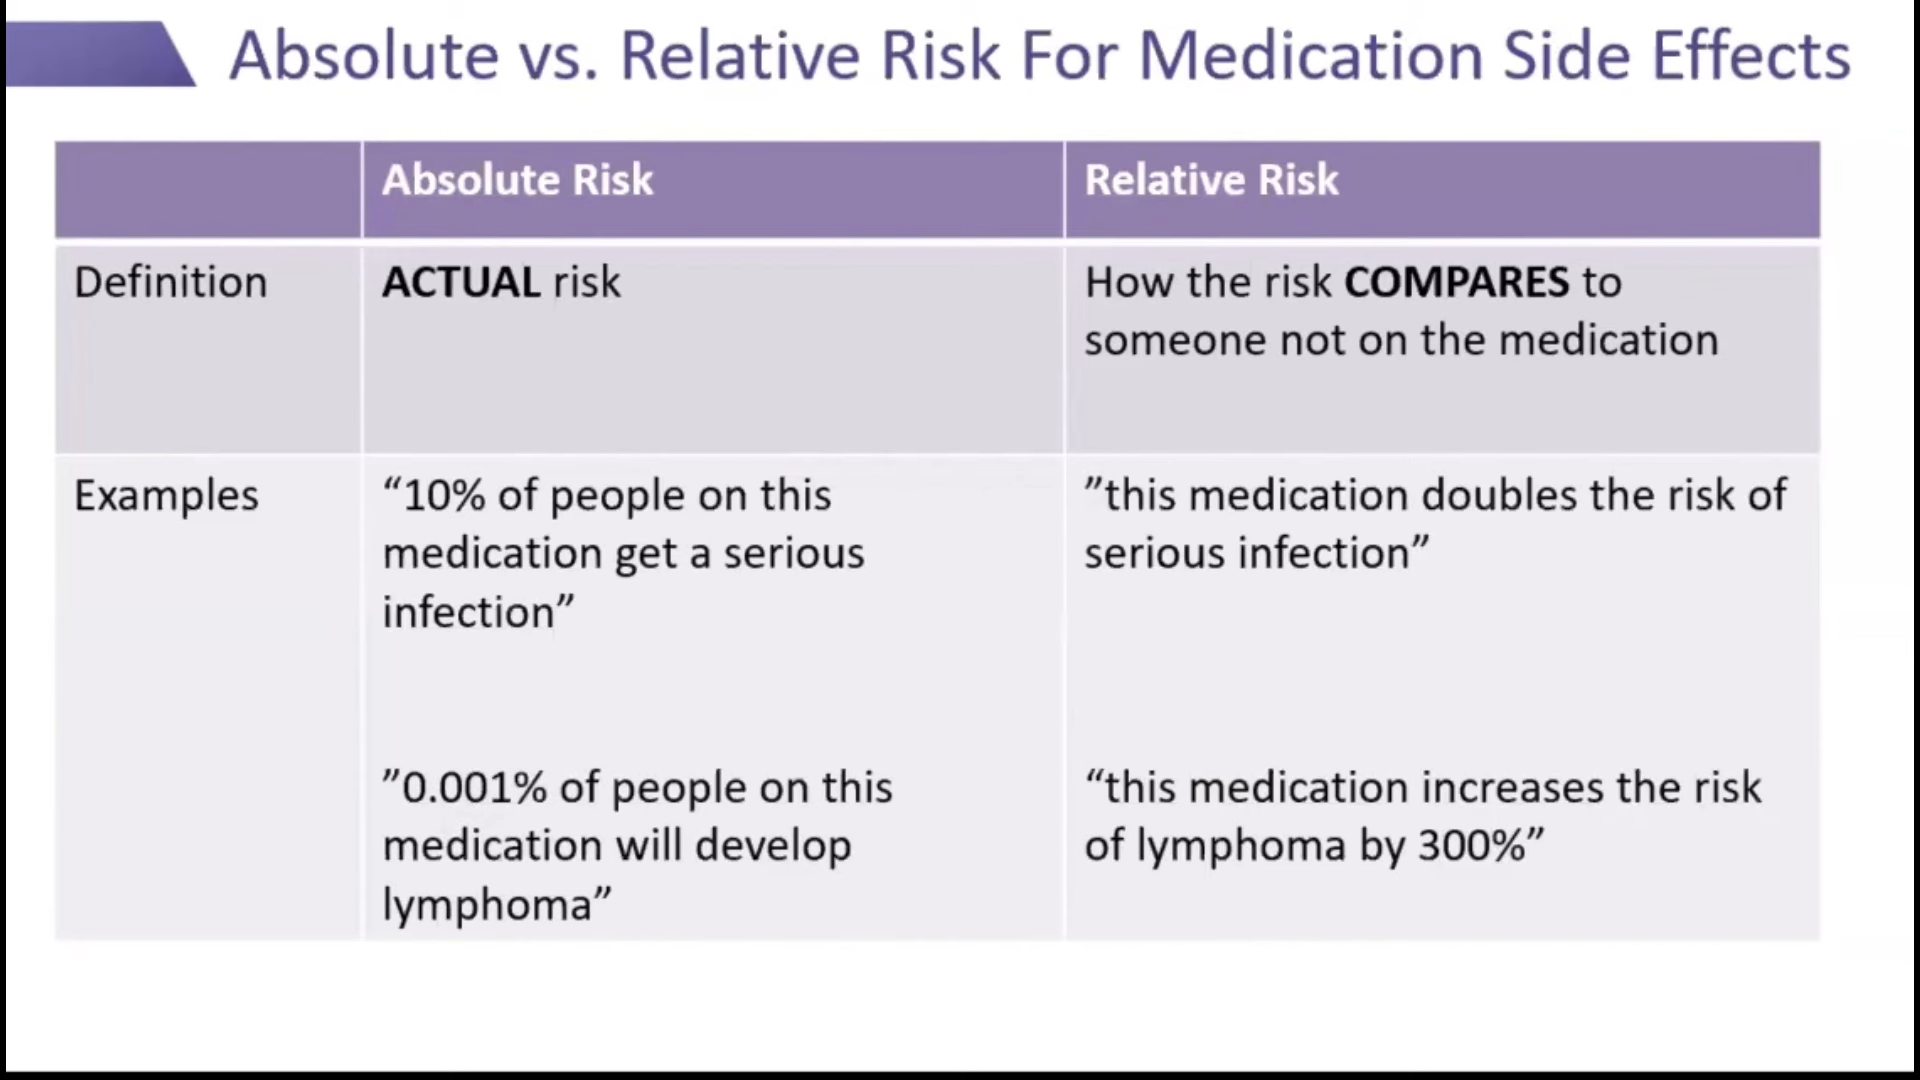 Absolute vs. Relative Risk For Medication Side Effects
Absolute Risk
Relative Risk
Definition
ACTUAL risk
How the risk COMPARES to
someone not on the medication
Examples
“10% of people on this
medication get a serious
infection”
”this medication doubles the risk of
serious infection”
”0.001% of people on this
medication will develop
lymphoma”
“this medication increases the risk
of lymphoma by 300%”